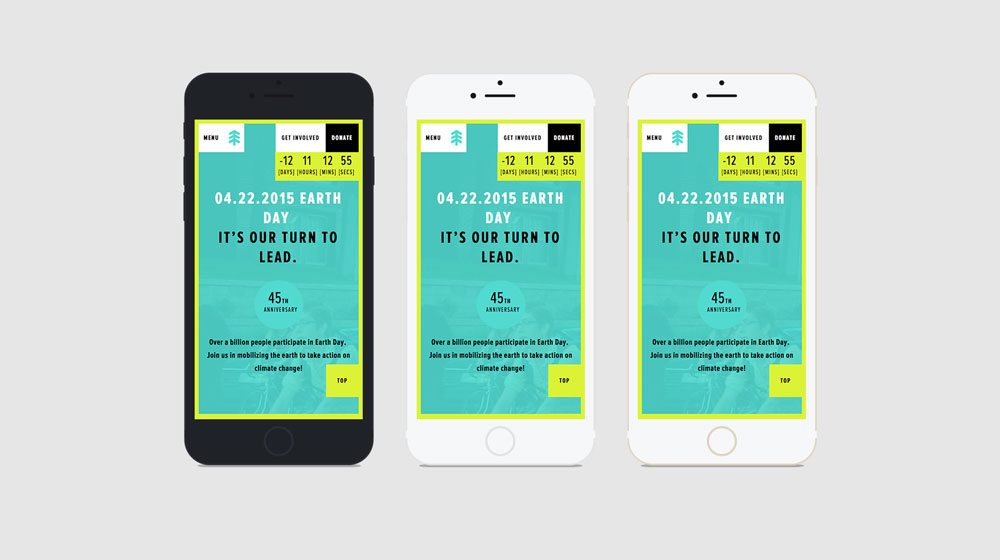 MENU GET INVOLVED DONATE
-12 11 12 55
[DAYS] [HOURS] [MINS] [SECS]
04.22.2015 EARTH
DAY
IT'S OUR TURN TO
LEAD.
45TH
ANNIVERSARY
Over a billion people participate in Earth Day.
Join us in mobilizing the earth to take action on
climate change!
TOP
MENU GET INVOLVED DONATE
-12 11 12 55
[DAYS] [HOURS] [MINS] [SECS]
04.22.2015 EARTH
DAY
IT'S OUR TURN TO
LEAD.
45TH
ANNIVERSARY
Over a billion people participate in Earth Day.
Join us in mobilizing the earth to take action on
climate change!
TOP
MENU GET INVOLVED DONATE
-12 11 12 55
[DAYS] [HOURS] [MINS] [SECS]
04.22.2015 EARTH
DAY
IT'S OUR TURN TO
LEAD.
45TH
ANNIVERSARY
Over a billion people participate in Earth Day.
Join us in mobilizing the earth to take action on
climate change!
TOP